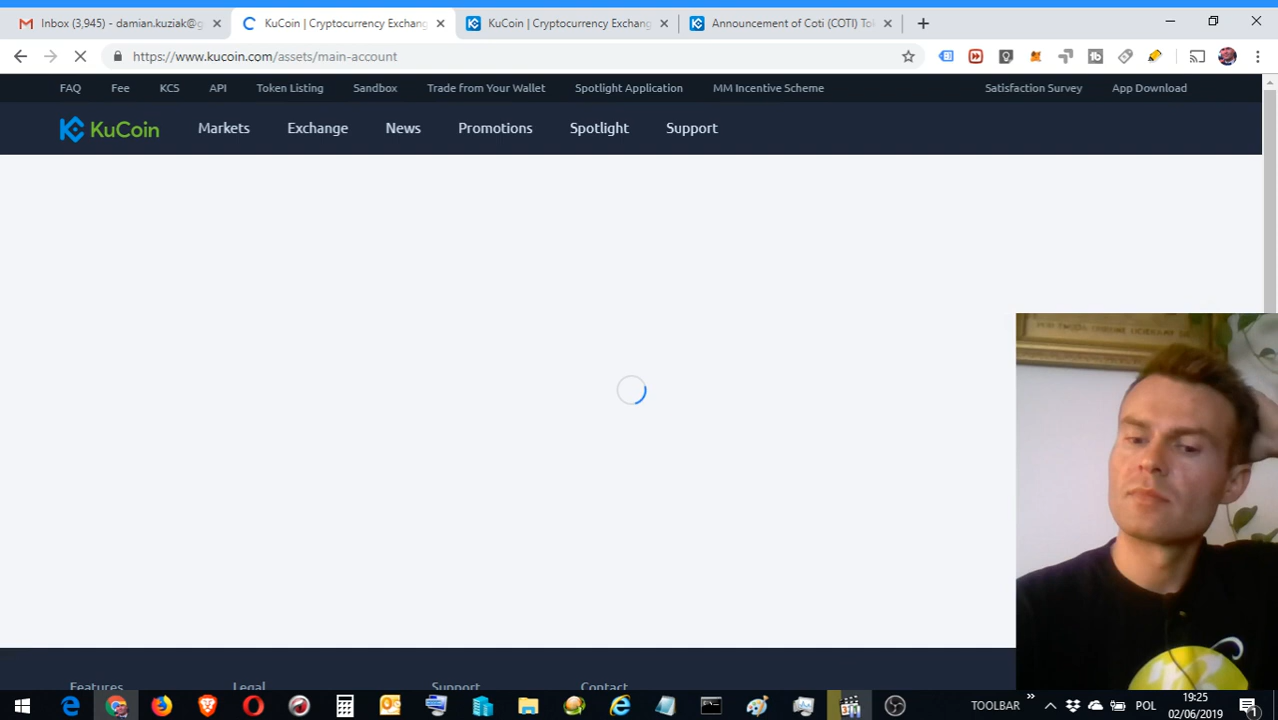 Inbox (3,945) - damian.kuziak@g
KuCoin | Cryptocurrency Exchang
KuCoin | Cryptocurrency Exchang
Announcement of Coti (COTI) To
https://www.kucoin.com/assets/main-account
FAQ Fee KCS API Token Listing Sandbox Trade from Your Wallet Spotlight Application MM Incentive Scheme Satisfaction Survey App Download
KuCoin Markets Exchange News Promotions Spotlight Support
Features Legal Support Contact
TOOLBAR
POL
19:25
02/06/2019
1